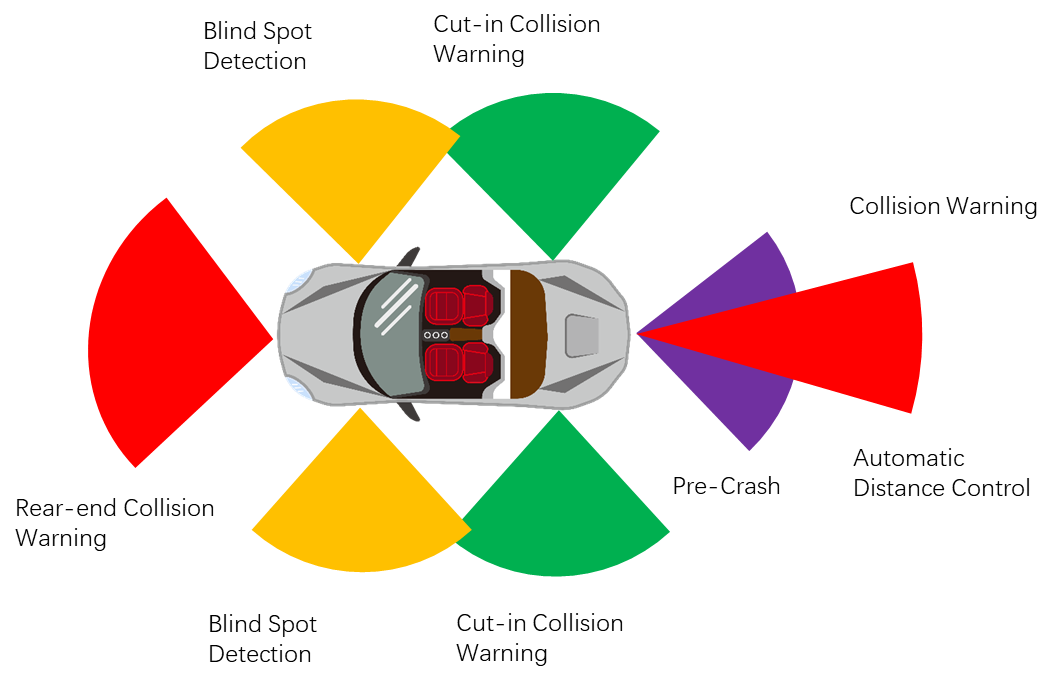 Blind Spot
Detection
Cut-in Collision
Warning
Collision Warning
Automatic
Distance Control
Pre-Crash
Rear-end Collision
Warning
Blind Spot
Detection
Cut-in Collision
Warning